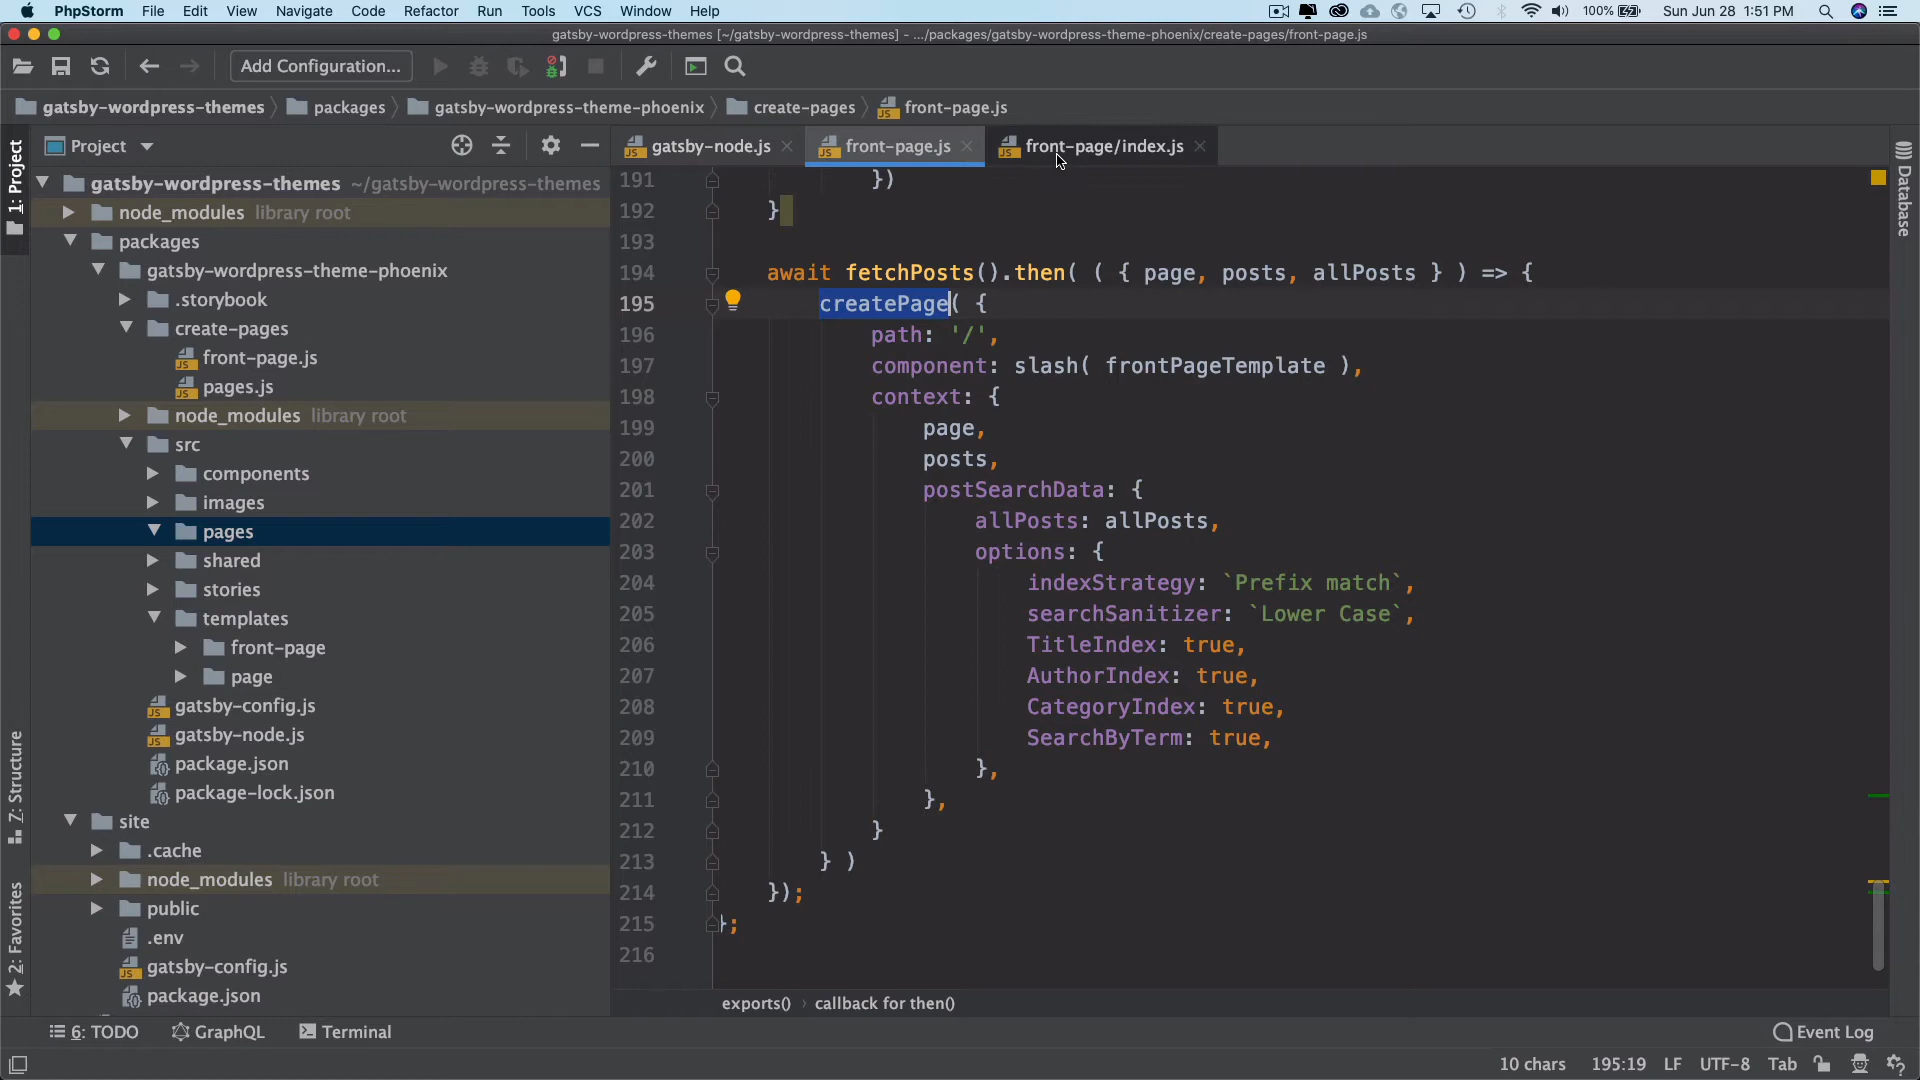 PhpStorm File Edit View Navigate Code Refactor Run Tools VCS Window Help 100% Sun Jun 28 1:51 PM
gatsby-wordpress-themes [~/gatsby-wordpress-themes] - .../packages/gatsby-wordpress-theme-phoenix/create-pages/front-page.js
Add Configuration...
gatsby-wordpress-themes packages gatsby-wordpress-theme-phoenix create-pages front-page.js
Project
gatsby-node.js front-page.js front-page/index.js
1: Project
Z: Structure
2: Favorites
Database
gatsby-wordpress-themes ~/gatsby-wordpress-themes
node_modules library root
packages
gatsby-wordpress-theme-phoenix
.storybook
create-pages
front-page.js
pages.js
node_modules library root
src
components
images
pages
shared
stories
templates
front-page
page
gatsby-config.js
gatsby-node.js
package.json
package-lock.json
site
.cache
node_modules library root
public
.env
gatsby-config.js
package.json
191 })
192 }
193
194 await fetchPosts().then( ( { page, posts, allPosts } ) => {
195 createPage( {
196 path: '/',
197 component: slash( frontPageTemplate ),
198 context: {
199 page,
200 posts,
201 postSearchData: {
202 allPosts: allPosts,
203 options: {
204 indexStrategy: `Prefix match`,
205 searchSanitizer: `Lower Case`,
206 TitleIndex: true,
207 AuthorIndex: true,
208 CategoryIndex: true,
209 SearchByTerm: true,
210 },
211 },
212 }
213 } )
214 });
215 };
216
exports() › callback for then()
6: TODO GraphQL Terminal Event Log
10 chars 195:19 LF UTF-8 Tab